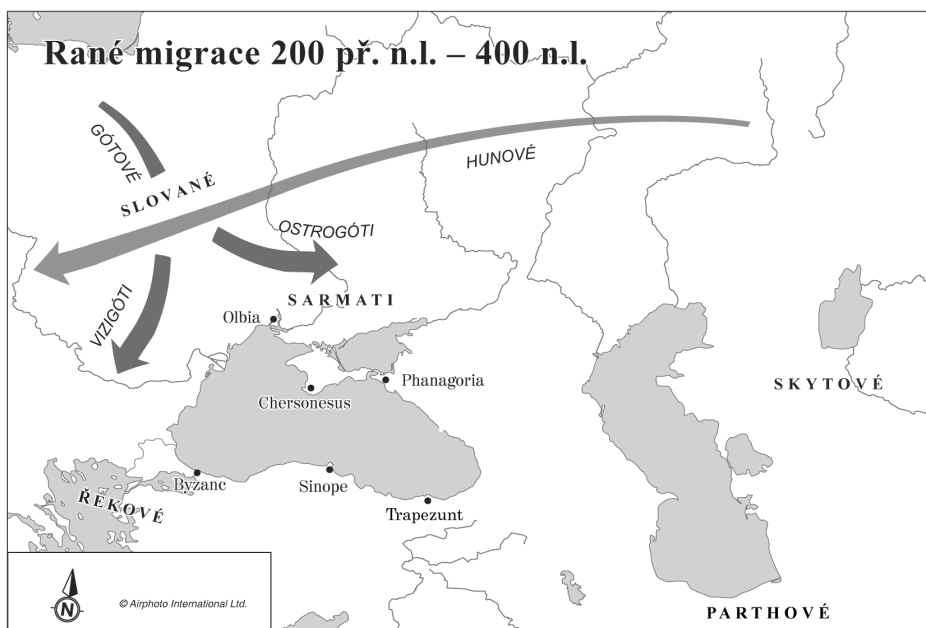 Rané migrace 200 př. n.l. – 400 n.l.
GÓTOVÉ
HUNOVÉ
SLOVANÉ
OSTROGÓTI
VIZIGÓTI
SARMATI
Olbia
Phanagoria
SKYTOVÉ
Chersonesus
Byzanc
Sinope
ŘEKOVÉ
Trapezunt
N
© Airphoto International Ltd.
PARTHOVÉ